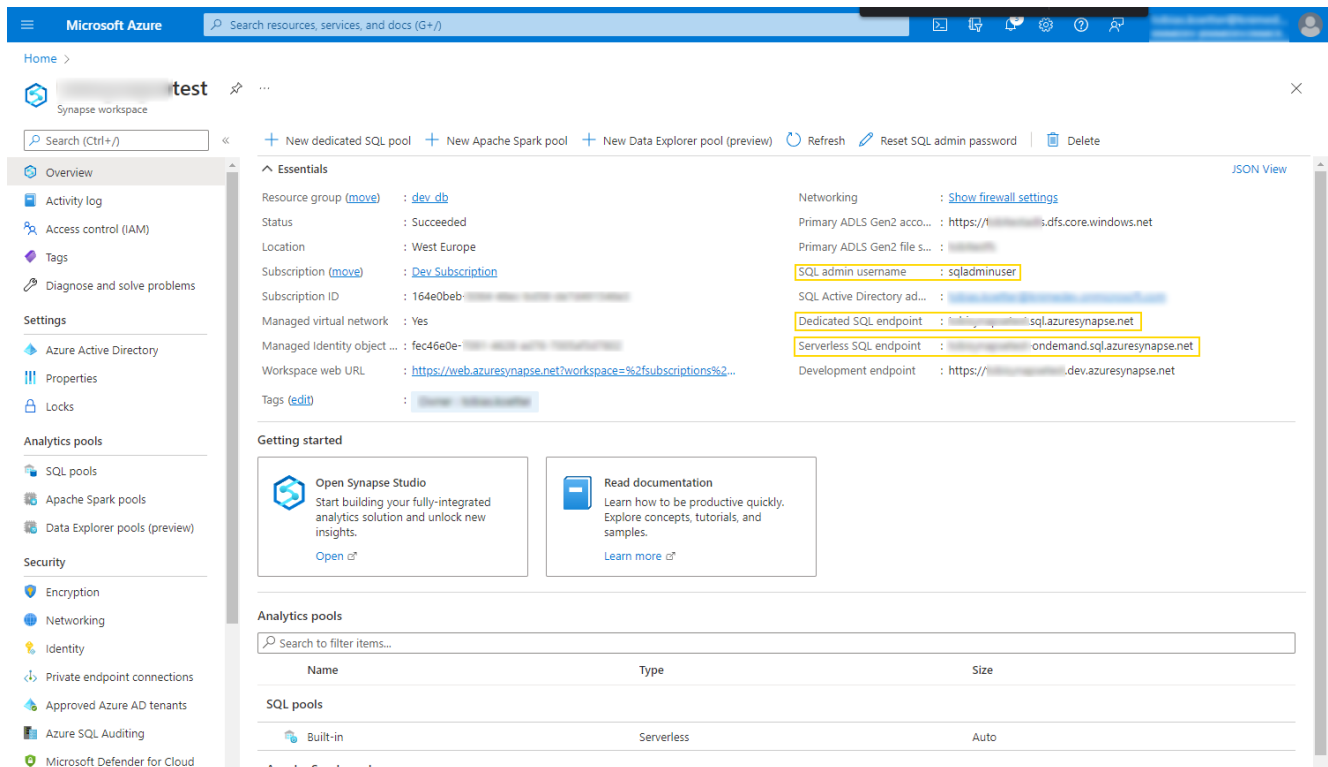 Microsoft Azure
Search resources, services, and docs (G+/)
Home >
test
Synapse workspace
Search (Ctrl+/)
«
New dedicated SQL pool New Apache Spark pool New Data Explorer pool (preview) Refresh Reset SQL admin password Delete
Overview
Activity log
Access control (IAM)
Tags
Diagnose and solve problems
Settings
Azure Active Directory
Properties
Locks
Analytics pools
SQL pools
Apache Spark pools
Data Explorer pools (preview)
Security
Encryption
Networking
Identity
Private endpoint connections
Approved Azure AD tenants
Azure SQL Auditing
Microsoft Defender for Cloud
Essentials
JSON View
Resource group (move) : dev_db
Status : Succeeded
Location : West Europe
Subscription (move) : Dev Subscription
Subscription ID : 164e0beb-
Managed virtual network : Yes
Managed Identity object ... : fec46e0e-
Workspace web URL : https://web.azuresynapse.net?workspace=%2fsubscriptions%2...
Tags (edit) :
Networking : Show firewall settings
Primary ADLS Gen2 acco... : https:// s.dfs.core.windows.net
Primary ADLS Gen2 file s... :
SQL admin username : sqladminuser
SQL Active Directory ad... :
Dedicated SQL endpoint : .sql.azuresynapse.net
Serverless SQL endpoint : -ondemand.sql.azuresynapse.net
Development endpoint : https:// .dev.azuresynapse.net
Getting started
Open Synapse Studio
Start building your fully-integrated
analytics solution and unlock new
insights.
Open
Read documentation
Learn how to be productive quickly.
Explore concepts, tutorials, and
samples.
Learn more
Analytics pools
Search to filter items...
Name Type Size
SQL pools
Built-in Serverless Auto